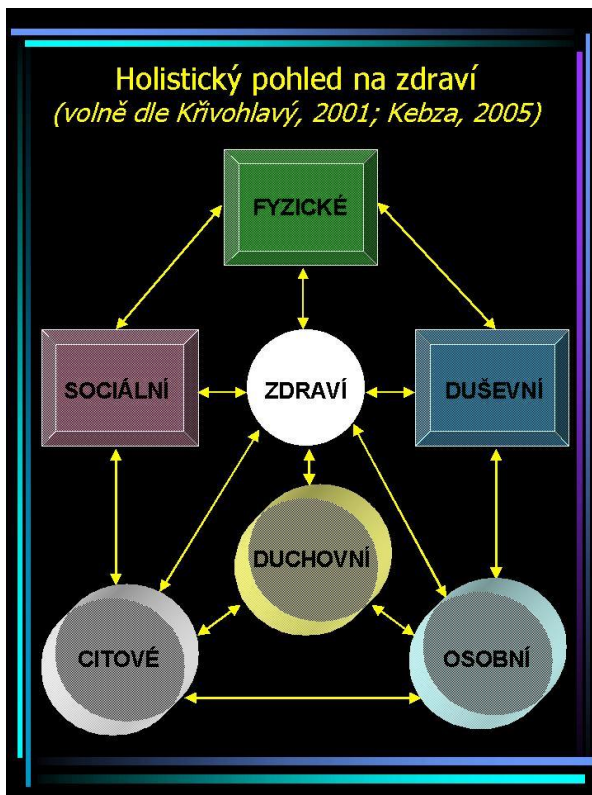 Holistický pohled na zdraví
(volně dle Křivohlavý, 2001; Kebza, 2005)
FYZICKÉ
SOCIÁLNÍ
ZDRAVÍ
DUŠEVNÍ
DUCHOVNÍ
CITOVÉ
OSOBNÍ